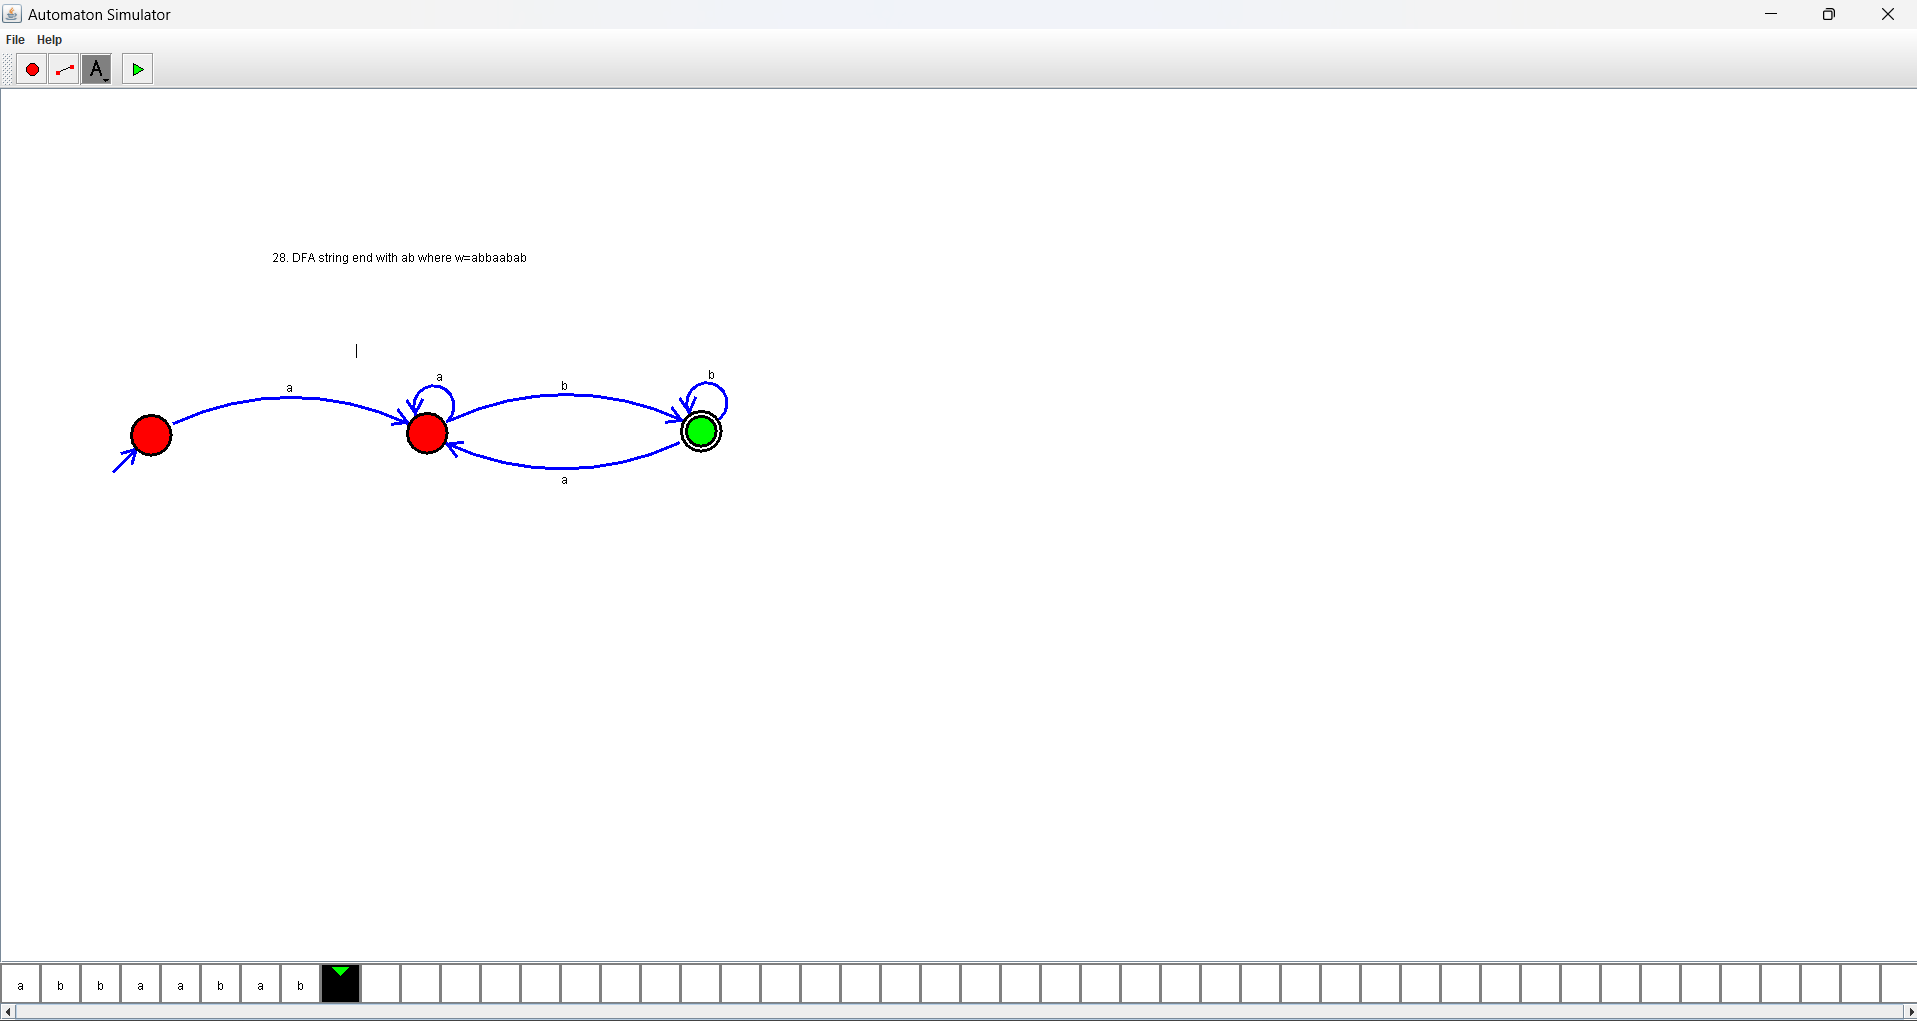 Automaton Simulator
File Help
A
28. DFA string end with ab where w=abbaabab
a a b b
a
a b b a a b a b